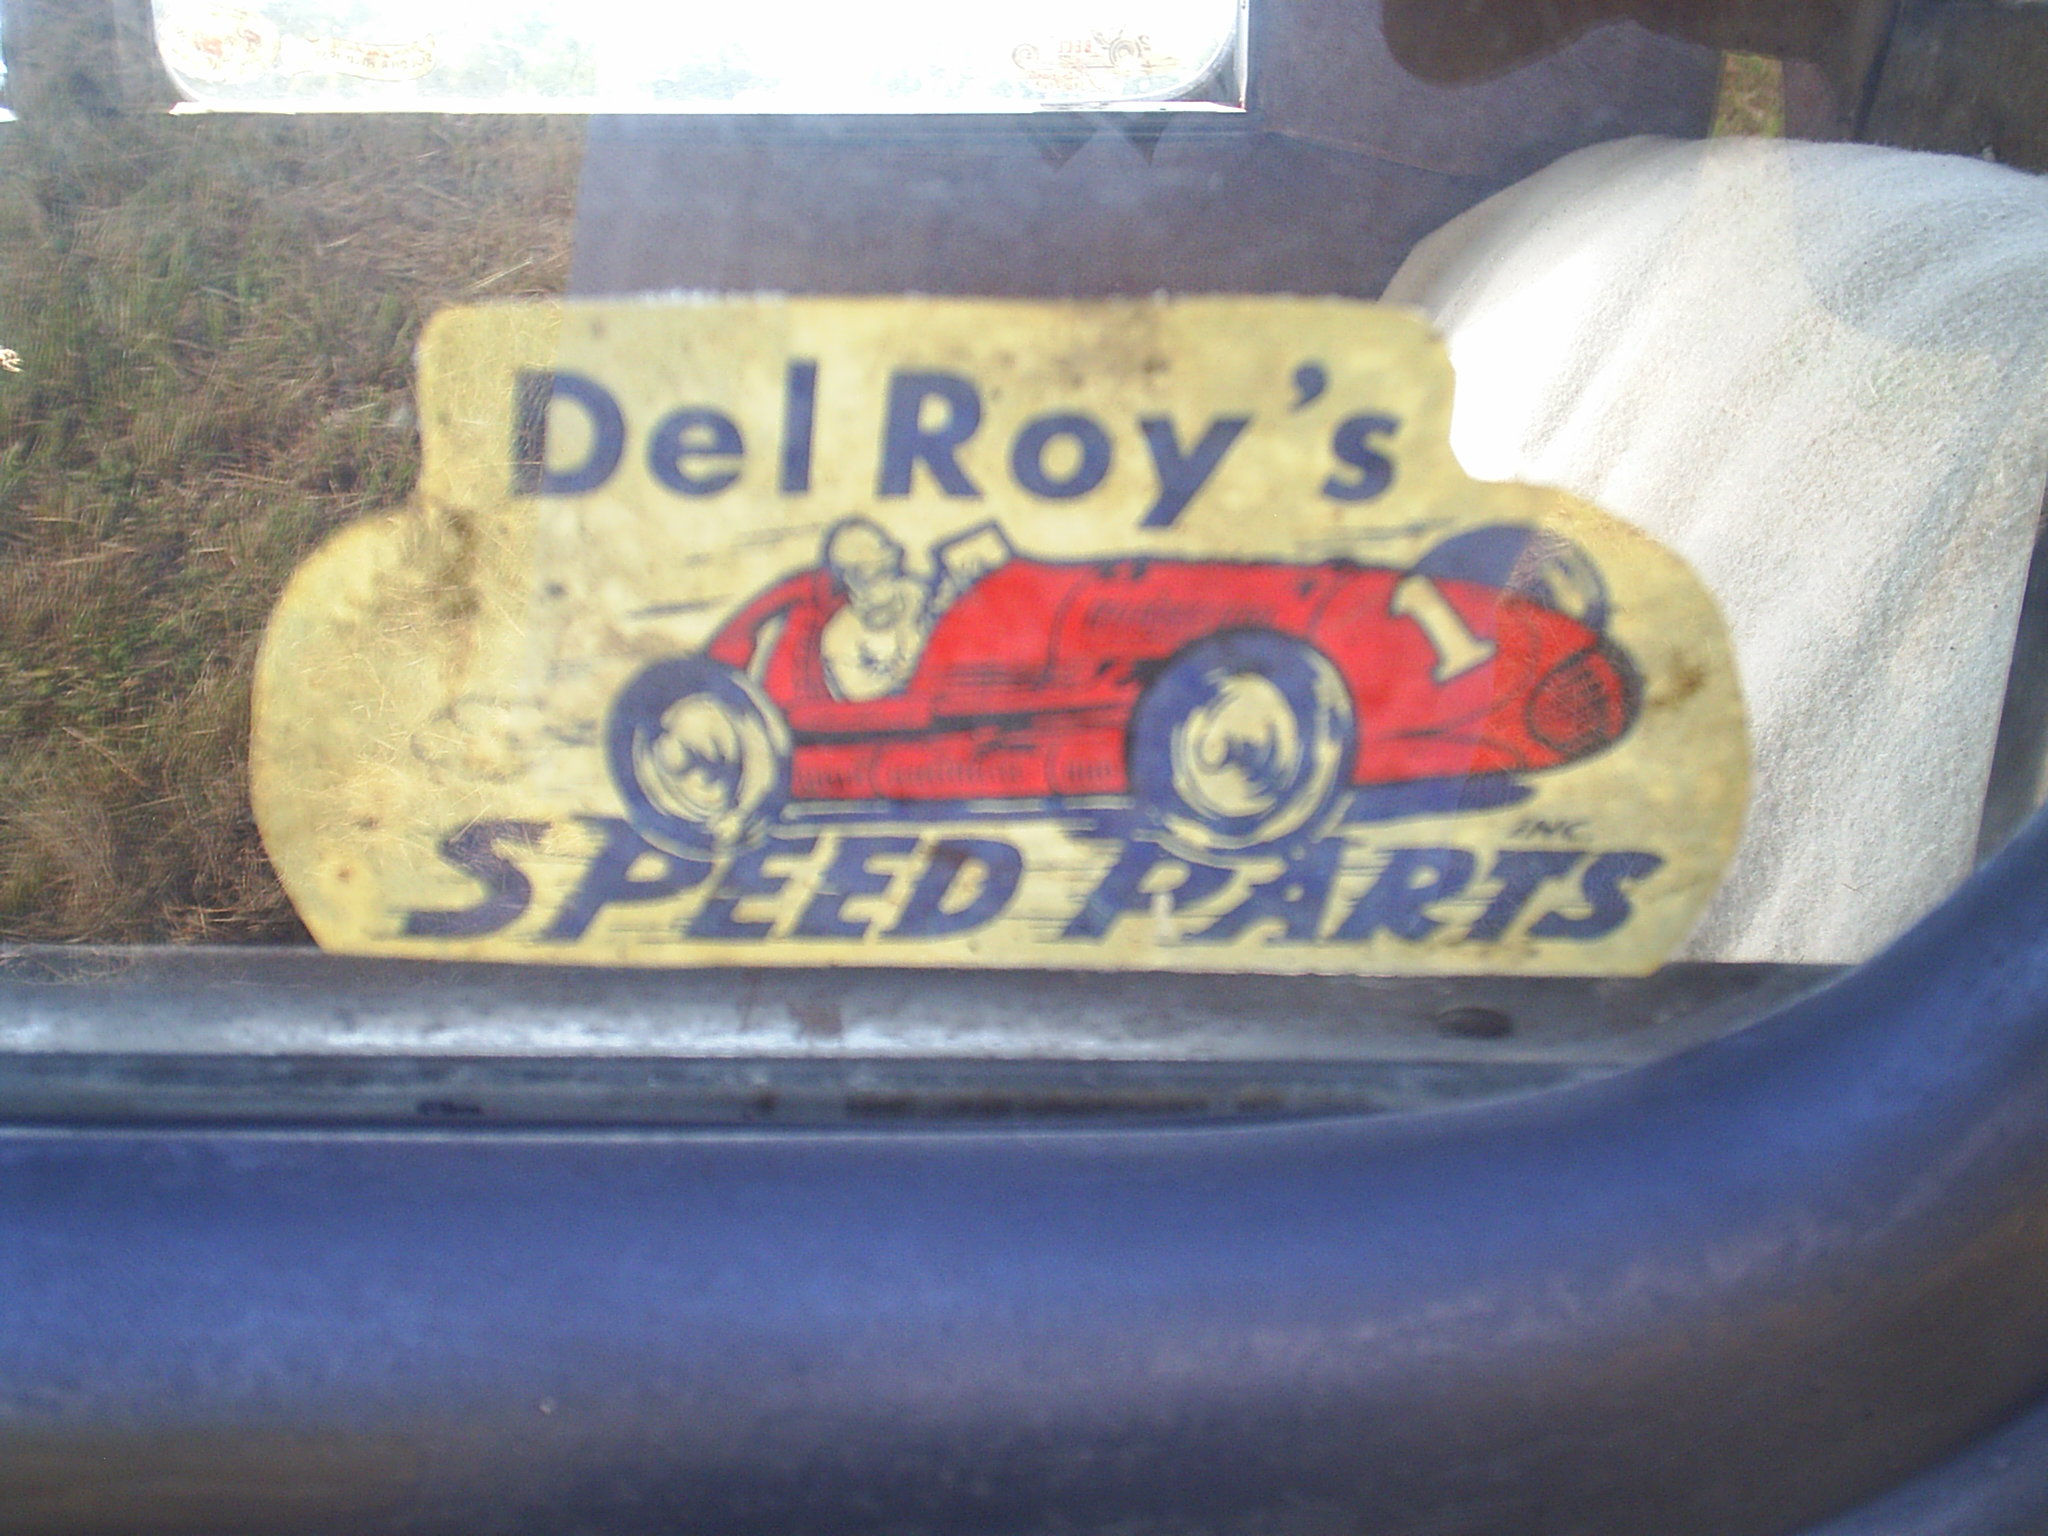 Del Roy's
1
INC.
SPEED PARTS